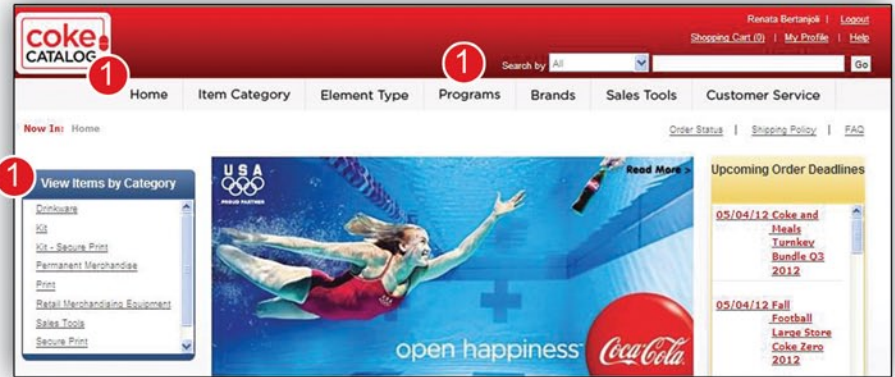 Renata Bertanjoli | Logout
coke
CATALOG
Shopping Cart (0) | My Profile | Help
1
1
Search by All Go
Home Item Category Element Type Programs Brands Sales Tools Customer Service
Now In: Home
Order Status | Shipping Policy | FAQ
1
View Items by Category
Drinkware
Kit
Kit - Secure Print
Permanent Merchandise
Print
Retail Merchandising Equipment
Sales Tools
Secure Print
USA
PROUD PARTNER
Read More >
open happiness
Coca-Cola
Upcoming Order Deadlines
05/04/12 Coke and
Meals
Turnkey
Bundle Q3
2012
05/04/12 Fall
Football
Large Store
Coke Zero
2012